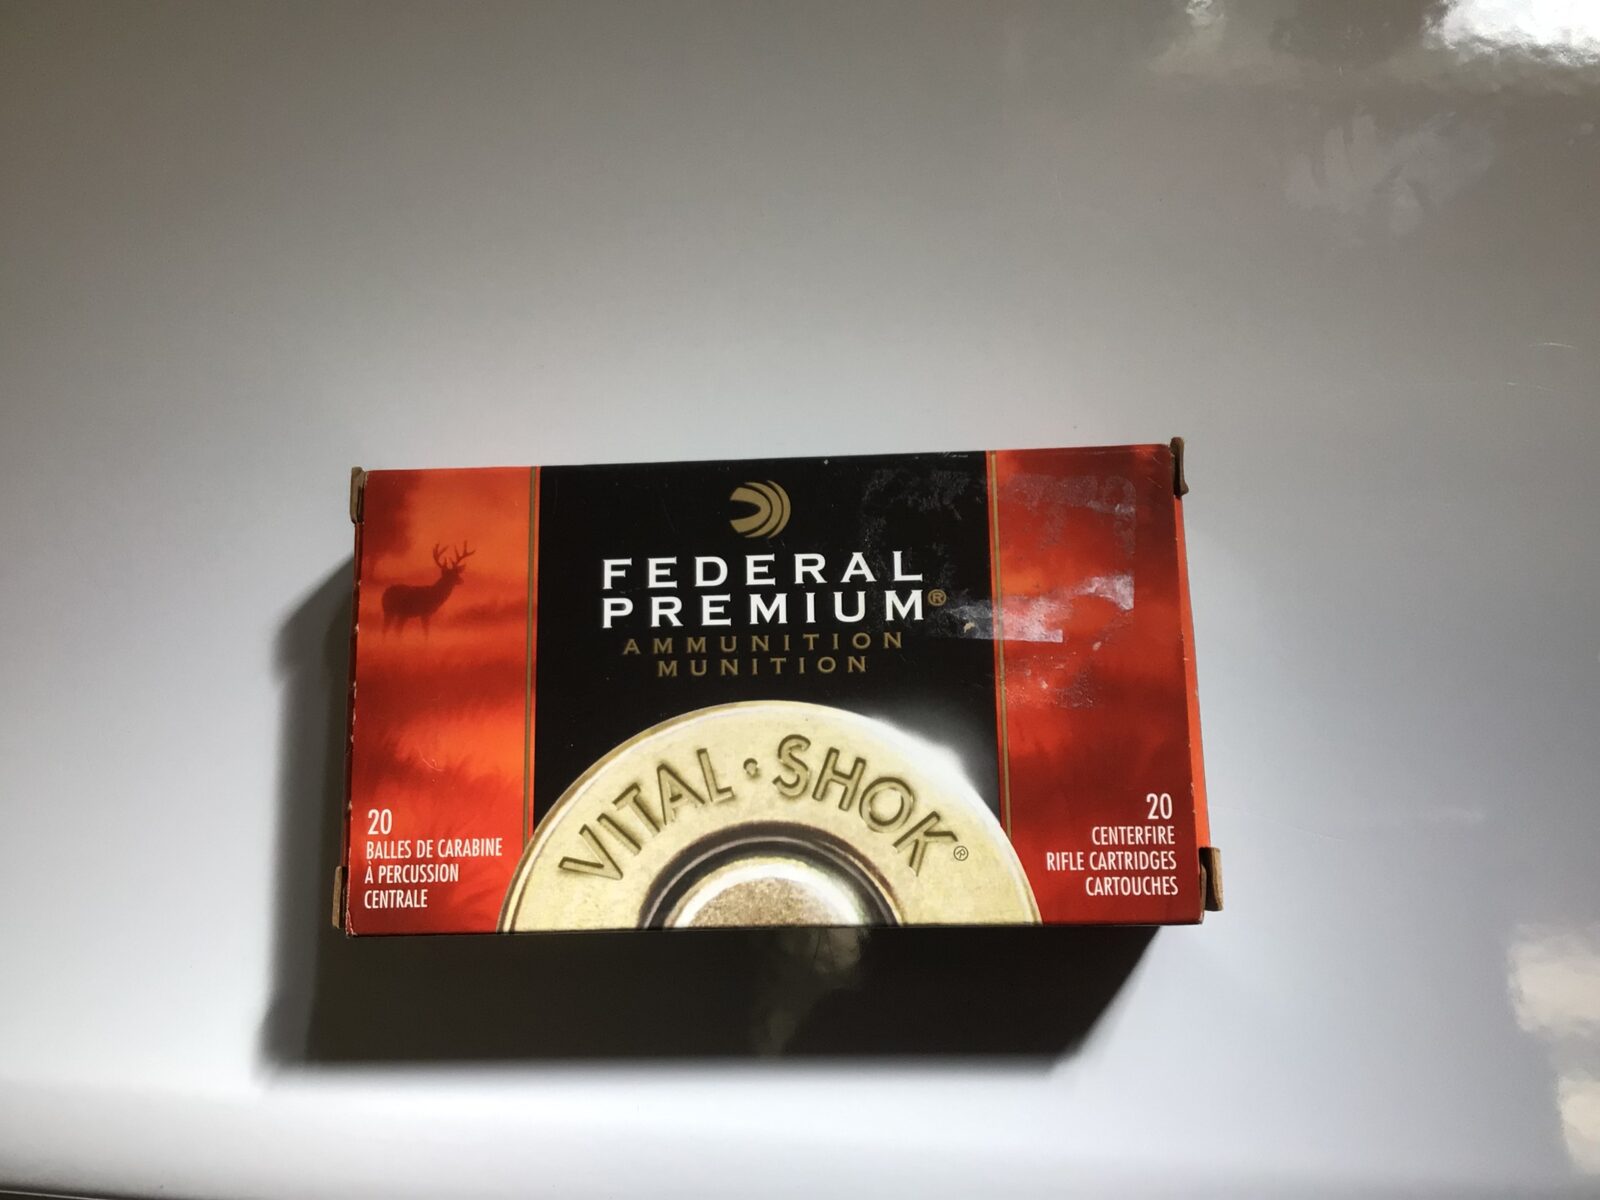 FEDERAL
PREMIUM®
AMMUNITION
MUNITION
VITAL·SHOK®
20
BALLES DE CARABINE
À PERCUSSION
CENTRALE
20
CENTERFIRE
RIFLE CARTRIDGES
CARTOUCHES